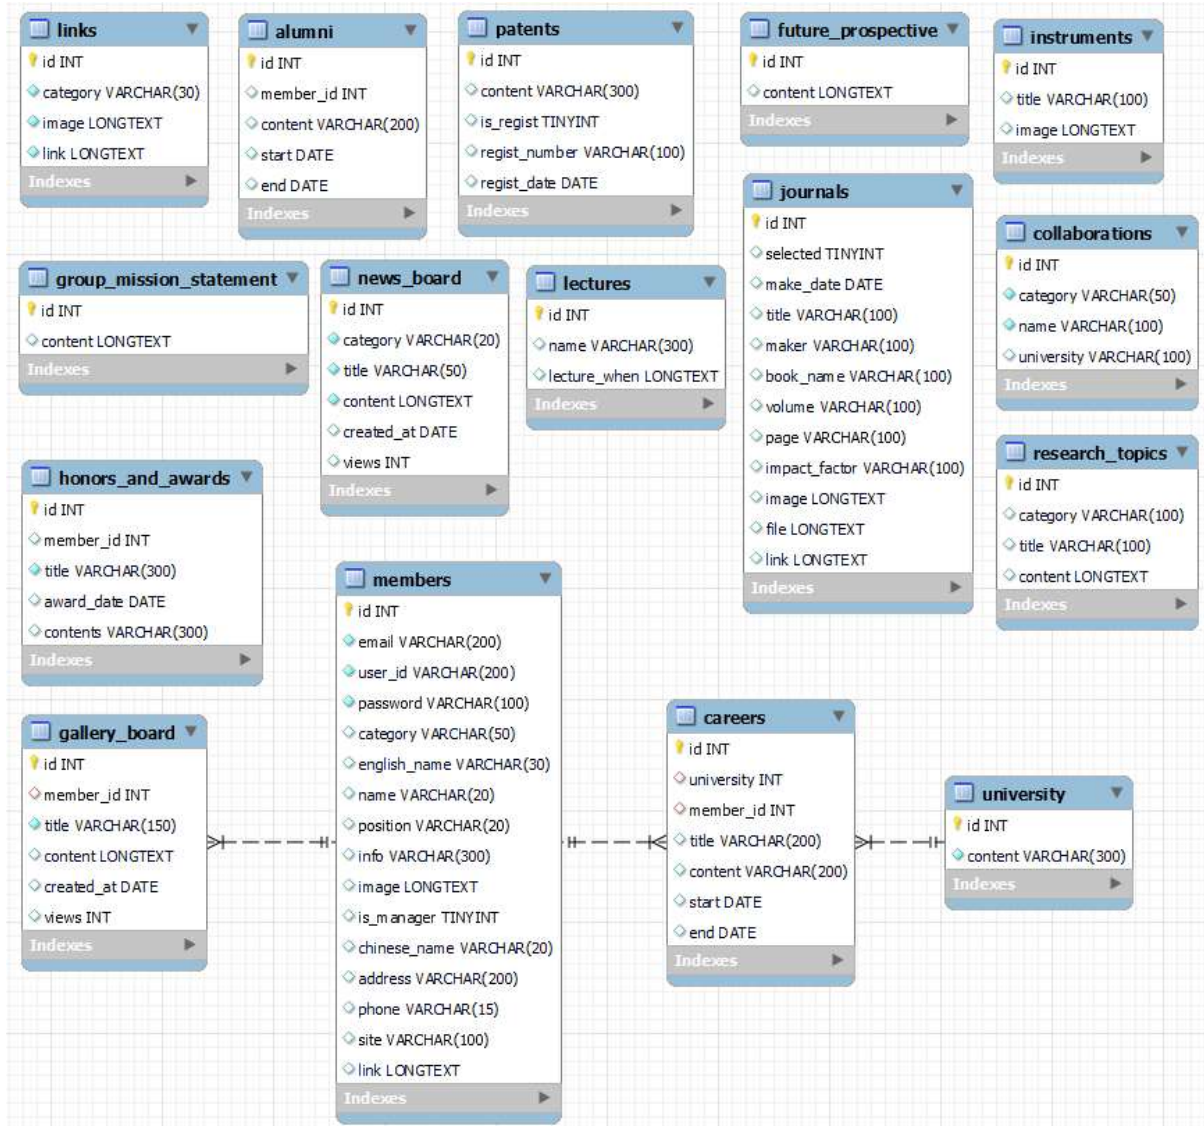 links
id INT
category VARCHAR(30)
image LONGTEXT
link LONGTEXT
Indexes
alumni
id INT
member_id INT
content VARCHAR(200)
start DATE
end DATE
Indexes
patents
id INT
content VARCHAR(300)
is_regist TINYINT
regist_number VARCHAR(100)
regist_date DATE
Indexes
future_prospective
id INT
content LONGTEXT
Indexes
instruments
id INT
title VARCHAR(100)
image LONGTEXT
Indexes
group_mission_statement
id INT
content LONGTEXT
Indexes
news_board
id INT
category VARCHAR(20)
title VARCHAR(50)
content LONGTEXT
created_at DATE
views INT
Indexes
lectures
id INT
name VARCHAR(300)
lecture_when LONGTEXT
Indexes
journals
id INT
selected TINYINT
make_date DATE
title VARCHAR(100)
maker VARCHAR(100)
book_name VARCHAR(100)
volume VARCHAR(100)
page VARCHAR(100)
impact_factor VARCHAR(100)
image LONGTEXT
file LONGTEXT
link LONGTEXT
Indexes
collaborations
id INT
category VARCHAR(50)
name VARCHAR(100)
university VARCHAR(100)
Indexes
research_topics
id INT
category VARCHAR(100)
title VARCHAR(100)
content LONGTEXT
Indexes
honors_and_awards
id INT
member_id INT
title VARCHAR(300)
award_date DATE
contents VARCHAR(300)
Indexes
members
id INT
email VARCHAR(200)
user_id VARCHAR(200)
password VARCHAR(100)
category VARCHAR(50)
english_name VARCHAR(30)
name VARCHAR(20)
position VARCHAR(20)
info VARCHAR(300)
image LONGTEXT
is_manager TINYINT
chinese_name VARCHAR(20)
address VARCHAR(200)
phone VARCHAR(15)
site VARCHAR(100)
link LONGTEXT
Indexes
gallery_board
id INT
member_id INT
title VARCHAR(150)
content LONGTEXT
created_at DATE
views INT
Indexes
careers
id INT
university INT
member_id INT
title VARCHAR(200)
content VARCHAR(200)
start DATE
end DATE
Indexes
university
id INT
content VARCHAR(300)
Indexes